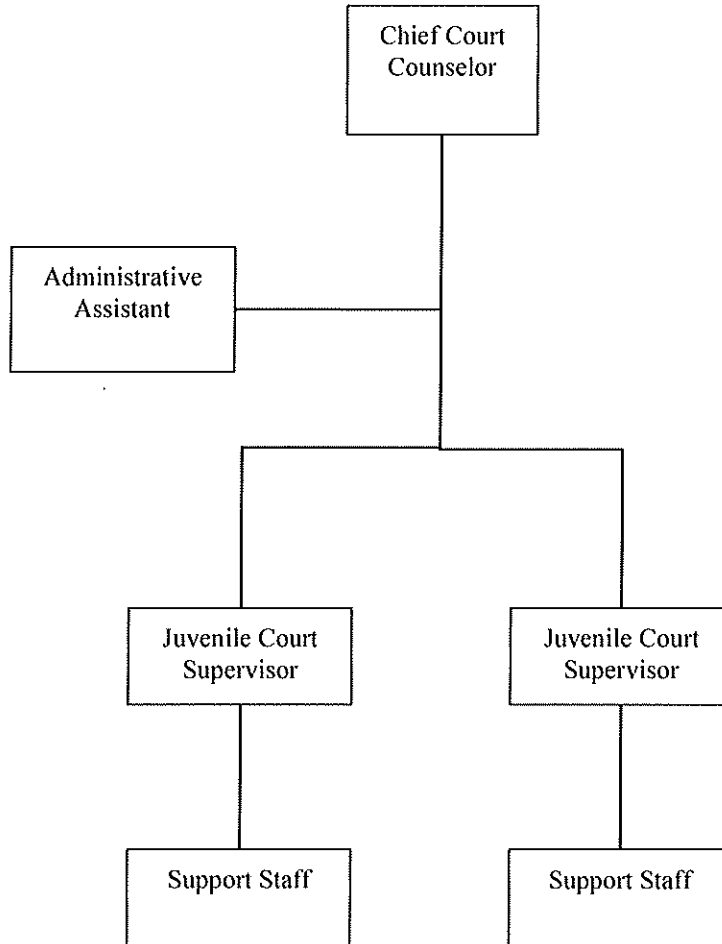 Chief Court
Counselor
Administrative
Assistant
Juvenile Court
Supervisor
Juvenile Court
Supervisor
Support Staff
Support Staff